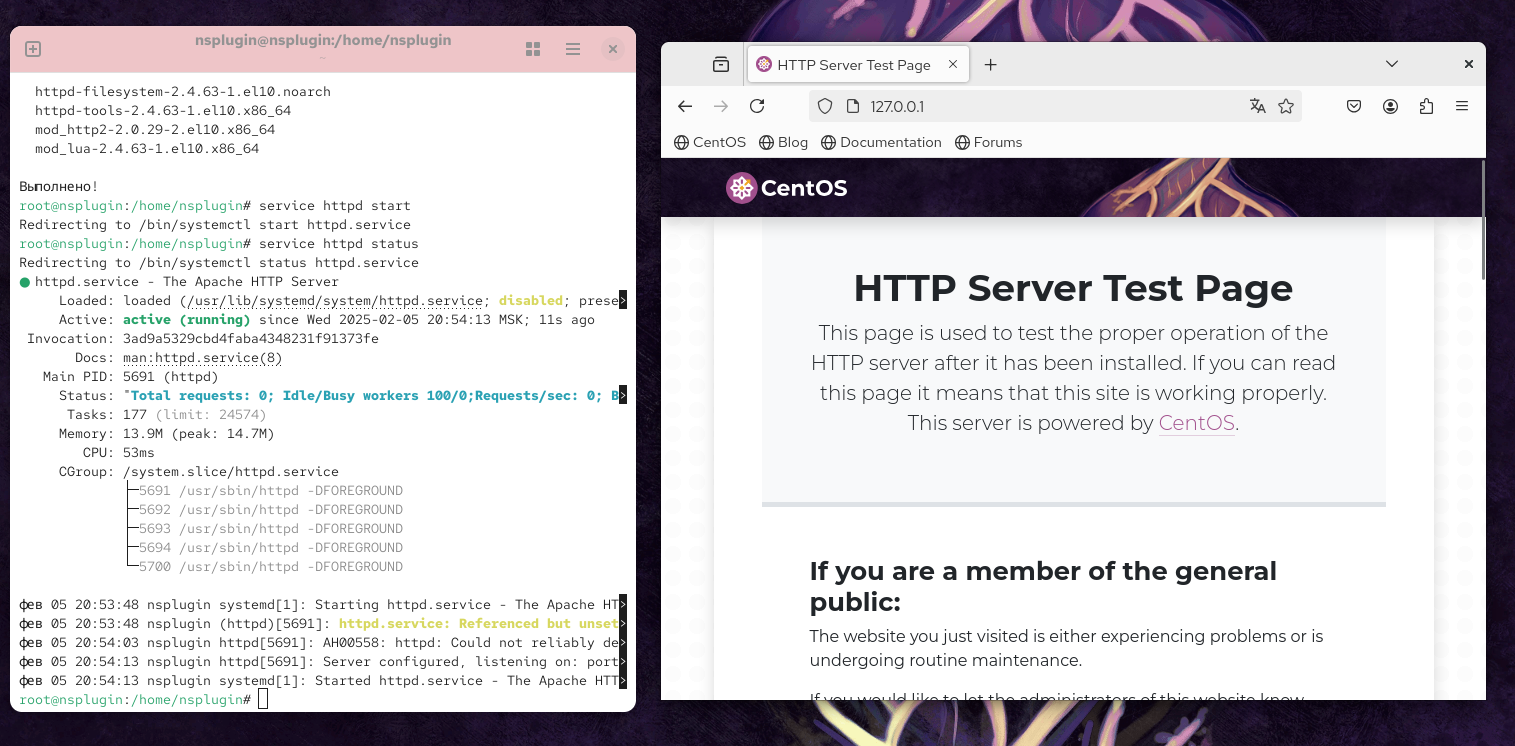 nsplugin@nsplugin:/home/nsplugin
~
httpd-filesystem-2.4.63-1.el10.noarch
httpd-tools-2.4.63-1.el10.x86_64
mod_http2-2.0.29-2.el10.x86_64
mod_lua-2.4.63-1.el10.x86_64
Выполнено!
root@nsplugin:/home/nsplugin# service httpd start
Redirecting to /bin/systemctl start httpd.service
root@nsplugin:/home/nsplugin# service httpd status
Redirecting to /bin/systemctl status httpd.service
● httpd.service - The Apache HTTP Server
Loaded: loaded (/usr/lib/systemd/system/httpd.service; disabled; prese>
Active: active (running) since Wed 2025-02-05 20:54:13 MSK; 11s ago
Invocation: 3ad9a5329cbd4faba4348231f91373fe
Docs: man:httpd.service(8)
Main PID: 5691 (httpd)
Status: "Total requests: 0; Idle/Busy workers 100/0;Requests/sec: 0; B>
Tasks: 177 (limit: 24574)
Memory: 13.9M (peak: 14.7M)
CPU: 53ms
CGroup: /system.slice/httpd.service
├─5691 /usr/sbin/httpd -DFOREGROUND
├─5692 /usr/sbin/httpd -DFOREGROUND
├─5693 /usr/sbin/httpd -DFOREGROUND
├─5694 /usr/sbin/httpd -DFOREGROUND
└─5700 /usr/sbin/httpd -DFOREGROUND
фев 05 20:53:48 nsplugin systemd[1]: Starting httpd.service - The Apache HT>
фев 05 20:53:48 nsplugin (httpd)[5691]: httpd.service: Referenced but unset>
фев 05 20:54:03 nsplugin httpd[5691]: AH00558: httpd: Could not reliably de>
фев 05 20:54:13 nsplugin httpd[5691]: Server configured, listening on: port>
фев 05 20:54:13 nsplugin systemd[1]: Started httpd.service - The Apache HTT>
root@nsplugin:/home/nsplugin#
HTTP Server Test Page
127.0.0.1
CentOS Blog Documentation Forums
CentOS
HTTP Server Test Page
This page is used to test the proper operation of the
HTTP server after it has been installed. If you can read
this page it means that this site is working properly.
This server is powered by CentOS.
If you are a member of the general
public:
The website you just visited is either experiencing problems or is
undergoing routine maintenance.
If you would like to let the administrators of this website know